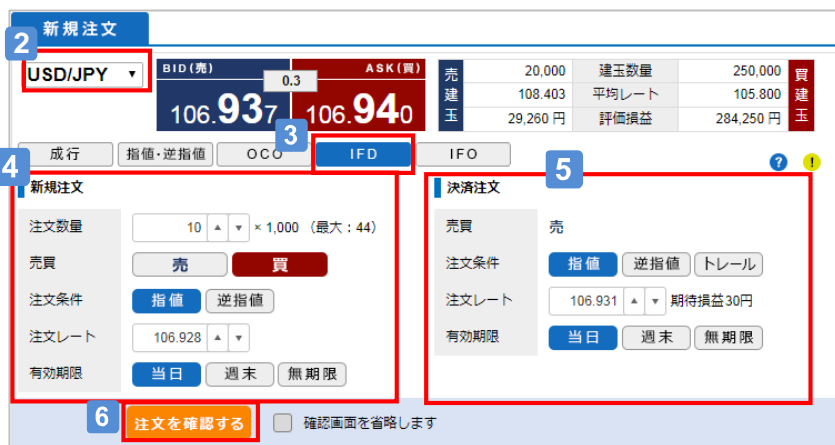 新規注文
2
USD/JPY ▼
BID(売) 0.3 ASK(買)
106.937 106.940
売建玉 20,000 建玉数量 250,000 買建玉
108.403 平均レート 105.800
29,260 円 評価損益 284,250 円
3
成行 指値・逆指値 OCO IFD IFO
? !
4 5
新規注文
注文数量 10 ▲ ▼ × 1,000 (最大:44)
売買 売 買
注文条件 指値 逆指値
注文レート 106.928 ▲ ▼
有効期限 当日 週末 無期限
決済注文
売買 売
注文条件 指値 逆指値 トレール
注文レート 106.931 ▲ ▼ 期待損益30円
有効期限 当日 週末 無期限
6 注文を確認する 確認画面を省略します